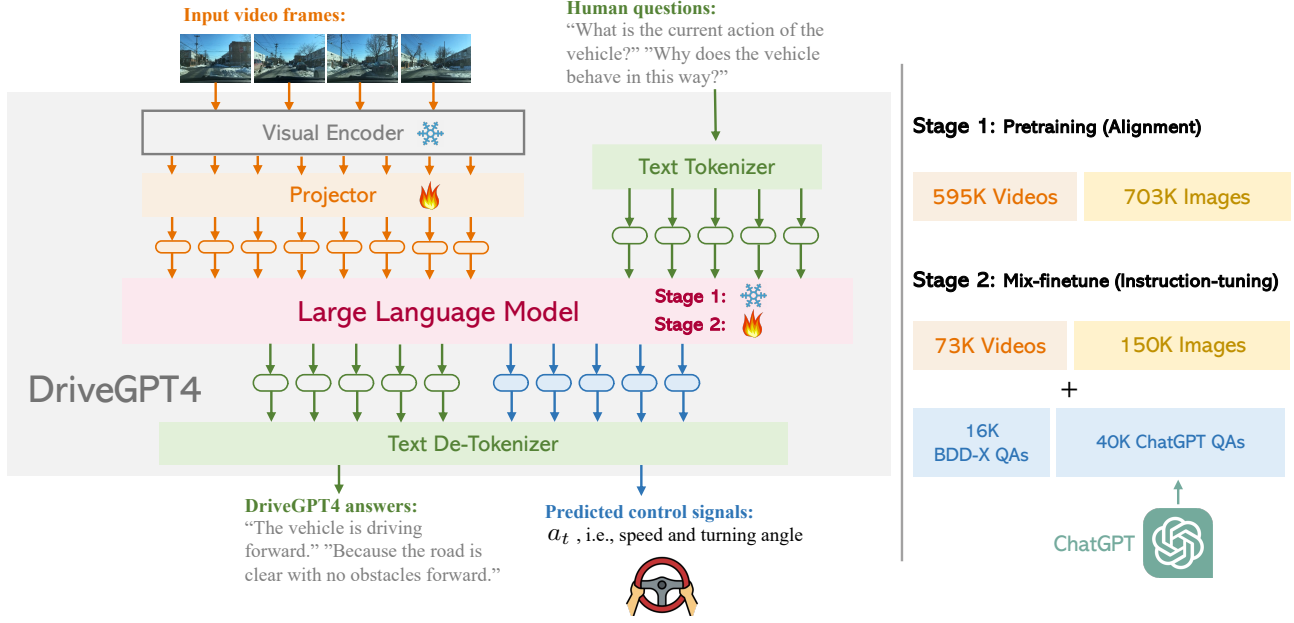 Input video frames:
Human questions:
“What is the current action of the
vehicle?” ”Why does the vehicle
behave in this way?”
Visual Encoder
Text Tokenizer
Projector
Large Language Model
Stage 1:
Stage 2:
DriveGPT4
Text De-Tokenizer
DriveGPT4 answers:
“The vehicle is driving
forward.” ”Because the road is
clear with no obstacles forward.”
Predicted control signals:
a_t , i.e., speed and turning angle
Stage 1: Pretraining (Alignment)
595K Videos
703K Images
Stage 2: Mix-finetune (Instruction-tuning)
73K Videos
150K Images
+
16K
BDD-X QAs
40K ChatGPT QAs
ChatGPT